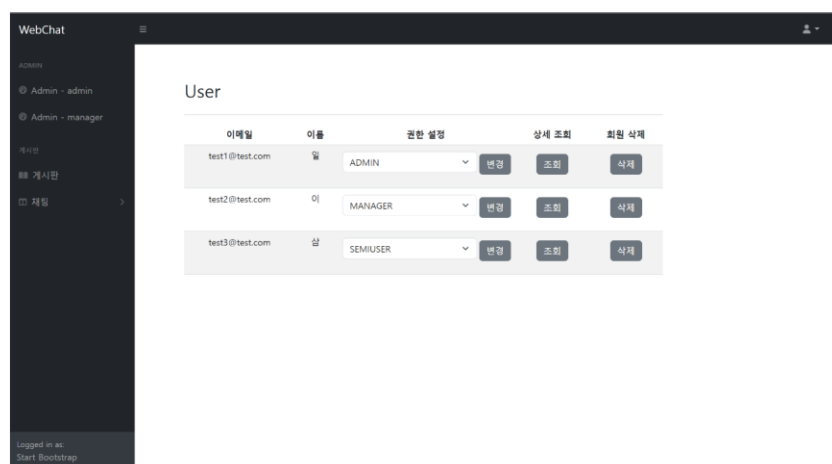 WebChat
ADMIN
Admin - admin
Admin - manager
게시판
게시판
채팅
Logged in as:
Start Bootstrap
User
이메일 이름 권한 설정 상세 조회 회원 삭제
test1@test.com 일 ADMIN 변경 조회 삭제
test2@test.com 이 MANAGER 변경 조회 삭제
test3@test.com 삼 SEMIUSER 변경 조회 삭제